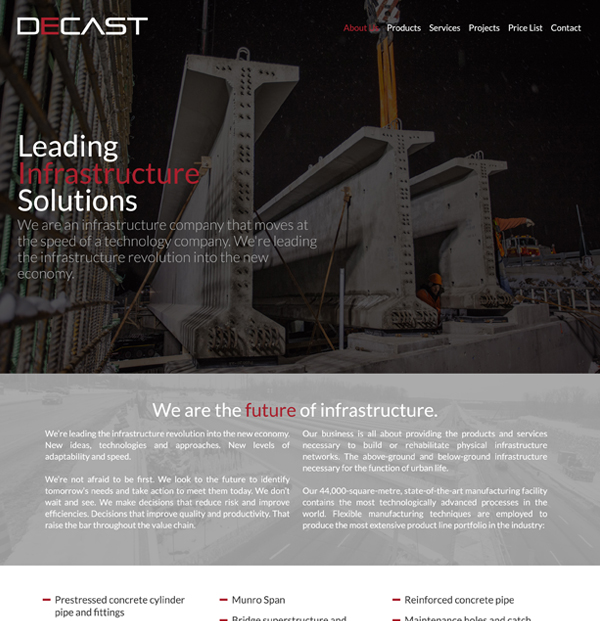 DECAST
About Us Products Services Projects Price List Contact
Leading
Infrastructure
Solutions
We are an infrastructure company that moves at
the speed of a technology company. We're leading
the infrastructure revolution into the new
economy.
We are the future of infrastructure.
We're leading the infrastructure revolution into the new economy.
New ideas, technologies and approaches. New levels of
adaptability and speed.
We're not afraid to be first. We look to the future to identify
tomorrow's needs and take action to meet them today. We don't
wait and see. We make decisions that reduce risk and improve
efficiencies. Decisions that improve quality and productivity. That
raise the bar throughout the value chain.
Our business is all about providing the products and services
necessary to build or rehabilitate physical infrastructure
networks. The above-ground and below-ground infrastructure
necessary for the function of urban life.
Our 44,000-square-metre, state-of-the-art manufacturing facility
contains the most technologically advanced processes in the
world. Flexible manufacturing techniques are employed to
produce the most extensive product line portfolio in the industry:
Prestressed concrete cylinder
pipe and fittings
Munro Span
Bridge superstructure and
Reinforced concrete pipe
Maintenance holes and catch